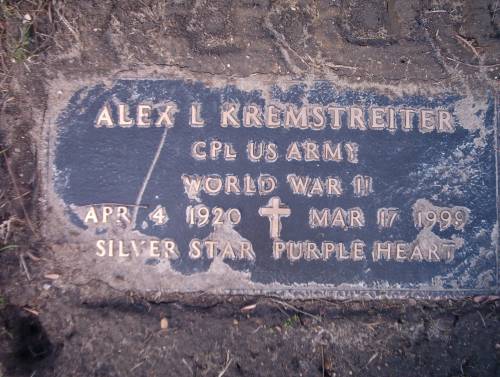 ALEX L KREMSTREITER
CPL US ARMY
WORLD WAR II
APR 4 1920 MAR 17 1999
SILVER STAR PURPLE HEART